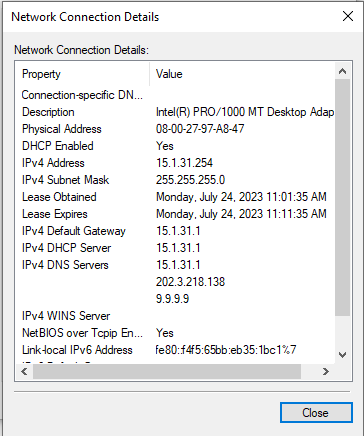 Network Connection Details
Network Connection Details:
Property Value
Connection-specific DN...
Description Intel(R) PRO/1000 MT Desktop Adap
Physical Address 08-00-27-97-A8-47
DHCP Enabled Yes
IPv4 Address 15.1.31.254
IPv4 Subnet Mask 255.255.255.0
Lease Obtained Monday, July 24, 2023 11:01:35 AM
Lease Expires Monday, July 24, 2023 11:11:35 AM
IPv4 Default Gateway 15.1.31.1
IPv4 DHCP Server 15.1.31.1
IPv4 DNS Servers 15.1.31.1
202.3.218.138
9.9.9.9
IPv4 WINS Server
NetBIOS over Tcpip En... Yes
Link-local IPv6 Address fe80::f4f5:65bb:eb35:1bc1%7
Close